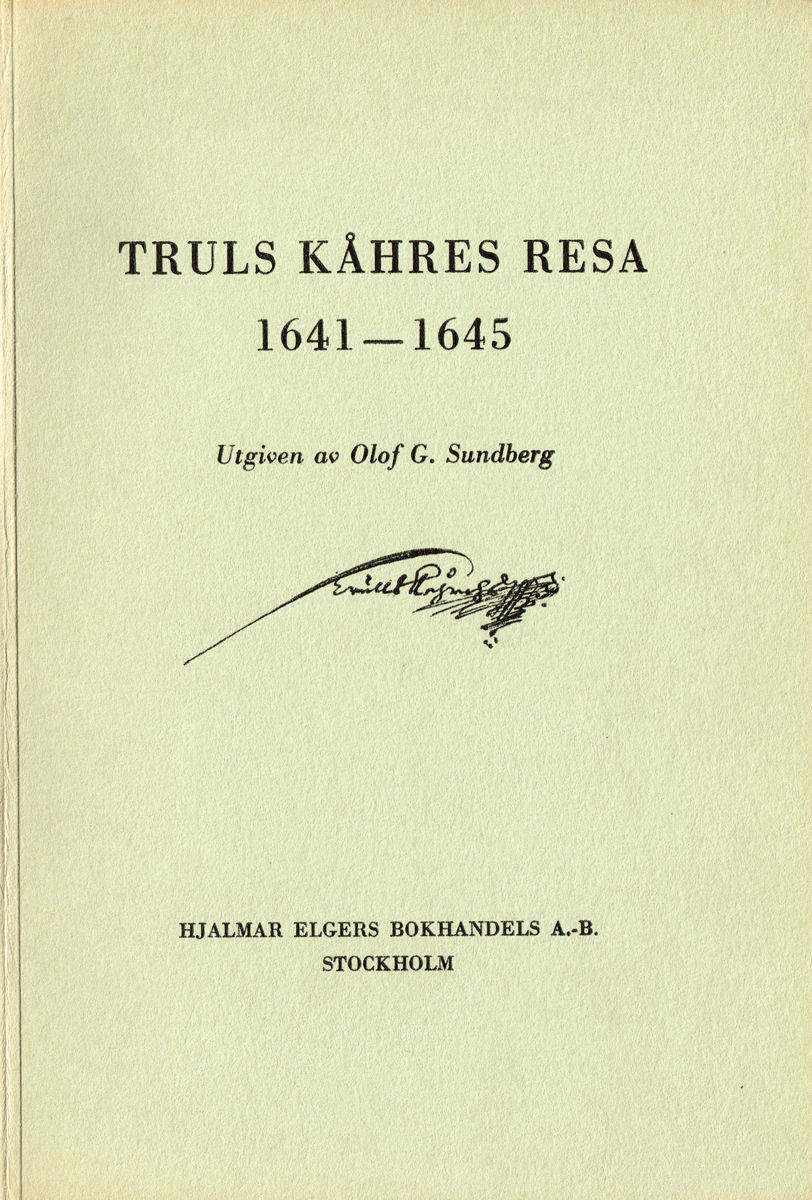 TRULS KÅHRES RESA
1641—1645
Utgiven av Olof G. Sundberg
HJALMAR ELGERS BOKHANDELS A.-B.
STOCKHOLM